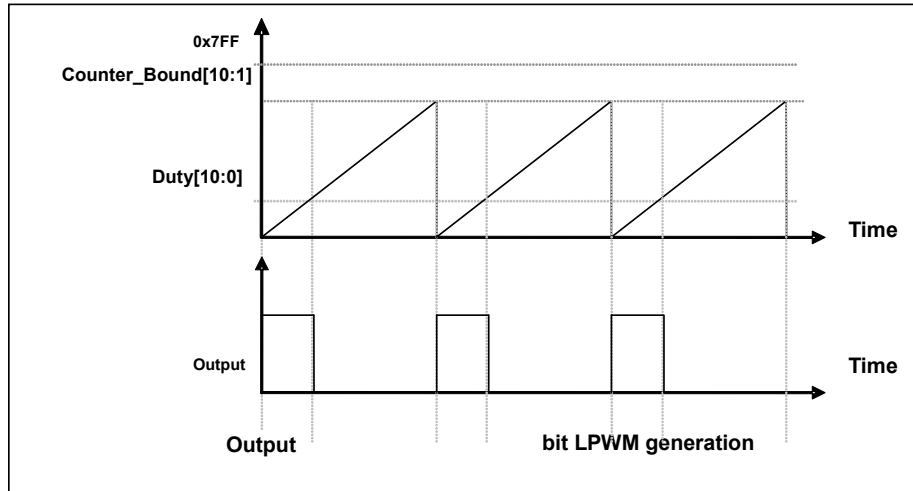 0x7FF
Counter_Bound[10:1]
Duty[10:0]
Time
Output
Time
Output
bit LPWM generation